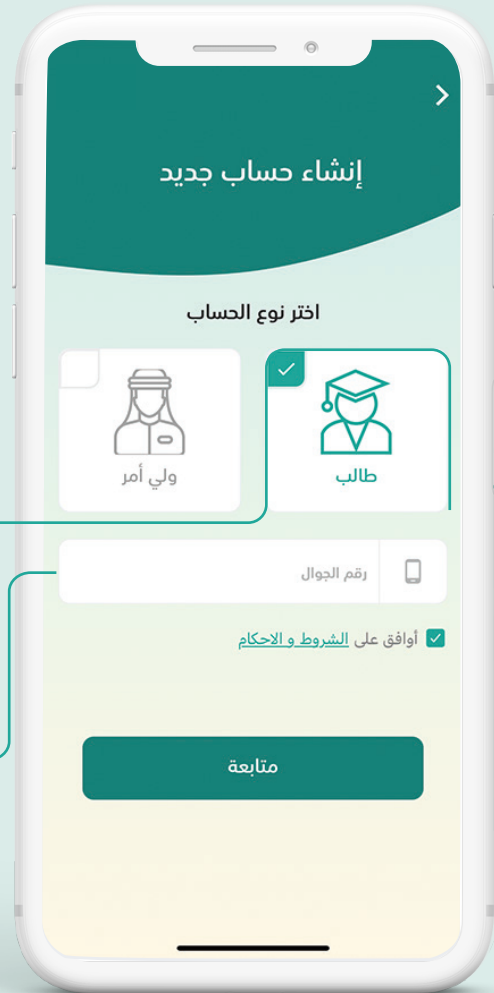 إنشاء حساب جديد
اختر نوع الحساب
طالب
ولي أمر
رقم الجوال
أوافق على الشروط و الاحكام
متابعة